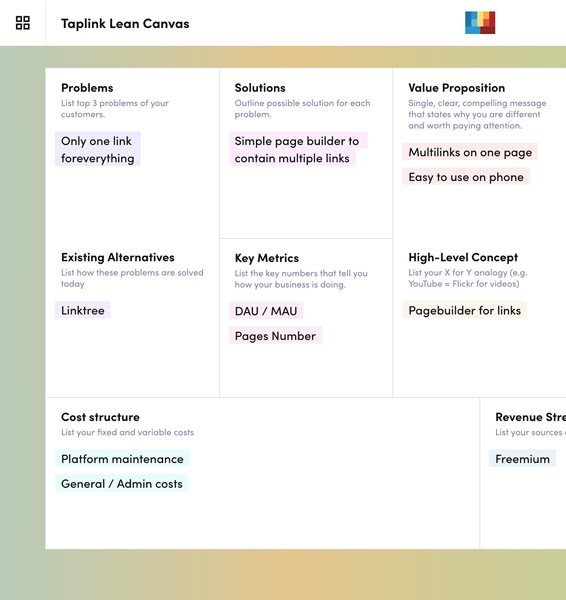 Taplink Lean Canvas
Problems
List top 3 problems of your
customers.
Only one link
foreverything
Solutions
Outline possible solution for each
problem.
Simple page builder to
contain multiple links
Value Proposition
Single, clear, compelling message
that states why you are different
and worth paying attention.
Multilinks on one page
Easy to use on phone
Existing Alternatives
List how these problems are solved
today
Linktree
Key Metrics
List the key numbers that tell you
how your business is doing.
DAU / MAU
Pages Number
High-Level Concept
List your X for Y analogy (e.g.
YouTube = Flickr for videos)
Pagebuilder for links
Cost structure
List your fixed and variable costs
Platform maintenance
General / Admin costs
Revenue Stre
List your sources
Freemium